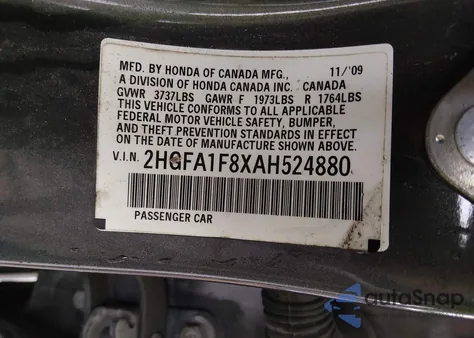 MFD. BY HONDA OF CANADA MFG., 11/'09
A DIVISION OF HONDA CANADA INC. CANADA
GVWR 3737LBS GAWR F 1973LBS R 1764LBS
THIS VEHICLE CONFORMS TO ALL APPLICABLE
FEDERAL MOTOR VEHICLE SAFETY, BUMPER,
AND THEFT PREVENTION STANDARDS IN EFFECT
ON THE DATE OF MANUFACTURE SHOWN ABOVE.
V.I.N. 2HGFA1F8XAH524880
PASSENGER CAR
autoSnap